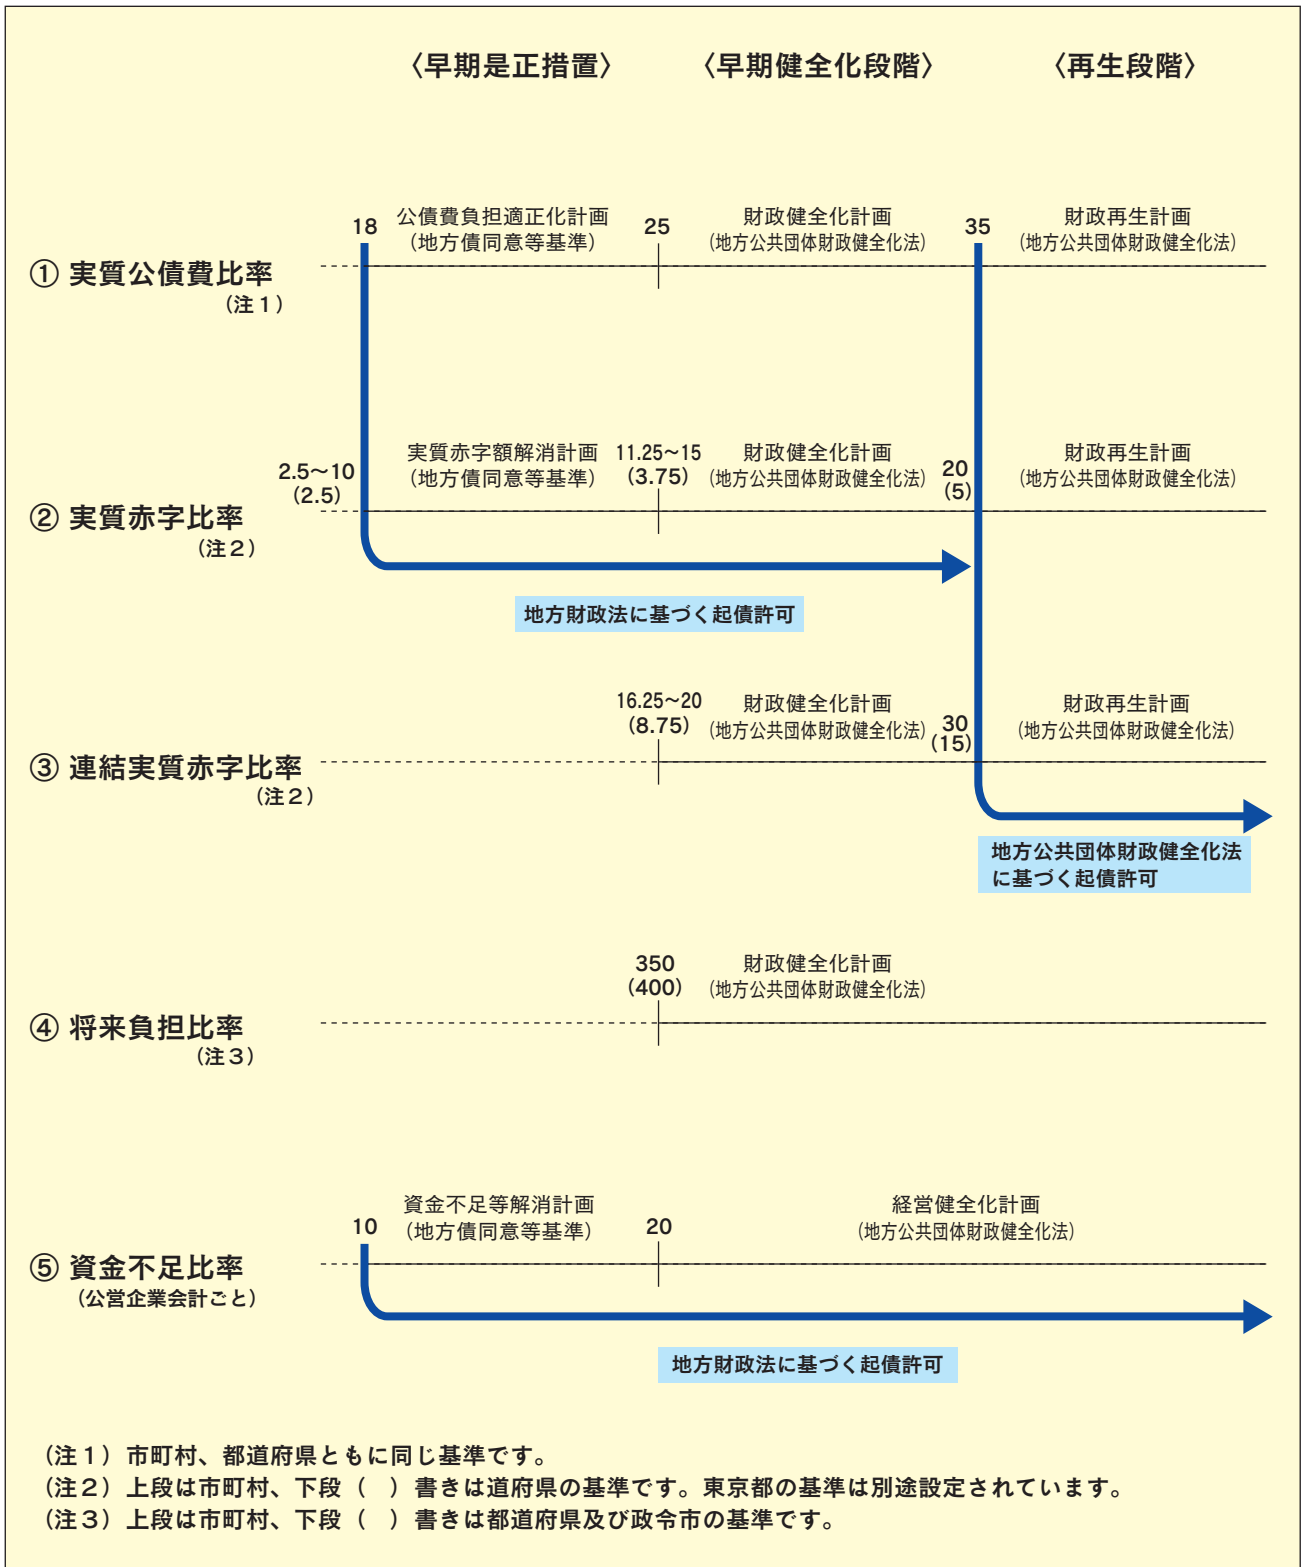 〈早期是正措置〉 〈早期健全化段階〉 〈再生段階〉
18 公債費負担適正化計画 25 財政健全化計画 35 財政再生計画
（地方債同意等基準） （地方公共団体財政健全化法） （地方公共団体財政健全化法）
① 実質公債費比率
（注１）
2.5～10 実質赤字額解消計画 11.25～15 財政健全化計画 20 財政再生計画
（2.5） （地方債同意等基準） （3.75） （地方公共団体財政健全化法） （5） （地方公共団体財政健全化法）
② 実質赤字比率
（注２）
地方財政法に基づく起債許可
16.25～20 財政健全化計画 30 財政再生計画
（8.75） （地方公共団体財政健全化法） （15） （地方公共団体財政健全化法）
③ 連結実質赤字比率
（注２）
地方公共団体財政健全化法
に基づく起債許可
350 財政健全化計画
（400） （地方公共団体財政健全化法）
④ 将来負担比率
（注３）
10 資金不足等解消計画 20 経営健全化計画
（地方債同意等基準） （地方公共団体財政健全化法）
⑤ 資金不足比率
（公営企業会計ごと）
地方財政法に基づく起債許可
（注１）市町村、都道府県ともに同じ基準です。
（注２）上段は市町村、下段（　）書きは道府県の基準です。東京都の基準は別途設定されています。
（注３）上段は市町村、下段（　）書きは都道府県及び政令市の基準です。